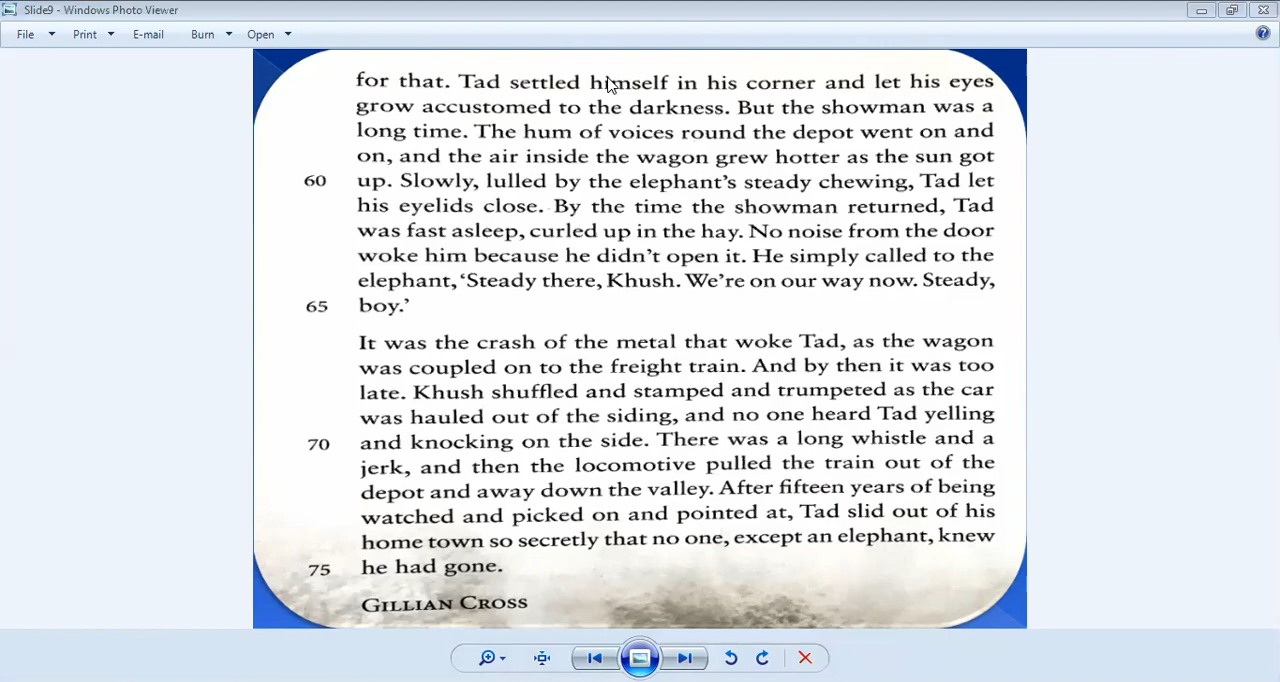 Slide9 - Windows Photo Viewer
File Print E-mail Burn Open
for that. Tad settled himself in his corner and let his eyes
grow accustomed to the darkness. But the showman was a
long time. The hum of voices round the depot went on and
on, and the air inside the wagon grew hotter as the sun got
60 up. Slowly, lulled by the elephant's steady chewing, Tad let
his eyelids close. By the time the showman returned, Tad
was fast asleep, curled up in the hay. No noise from the door
woke him because he didn't open it. He simply called to the
elephant, ‘Steady there, Khush. We're on our way now. Steady,
65 boy.’
It was the crash of the metal that woke Tad, as the wagon
was coupled on to the freight train. And by then it was too
late. Khush shuffled and stamped and trumpeted as the car
was hauled out of the siding, and no one heard Tad yelling
70 and knocking on the side. There was a long whistle and a
jerk, and then the locomotive pulled the train out of the
depot and away down the valley. After fifteen years of being
watched and picked on and pointed at, Tad slid out of his
home town so secretly that no one, except an elephant, knew
75 he had gone.
GILLIAN CROSS